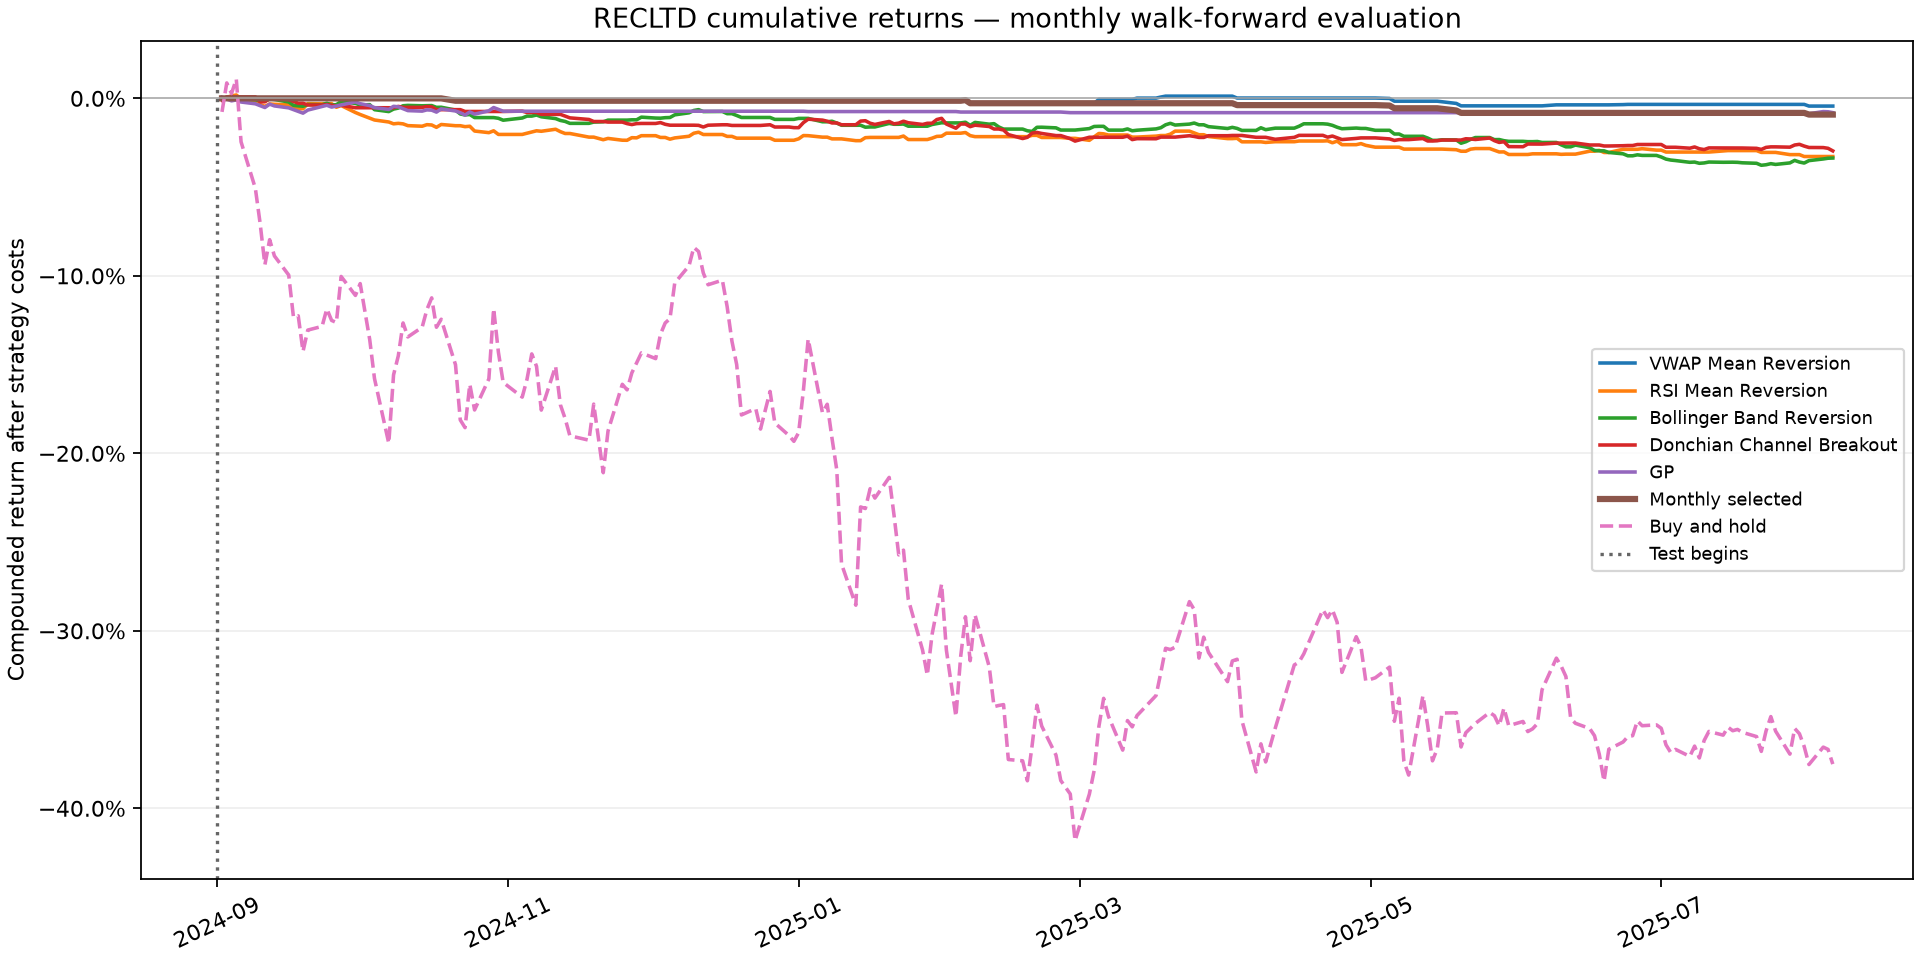 RECLTD cumulative returns — monthly walk-forward evaluation
Compounded return after strategy costs
0.0%
−10.0%
−20.0%
−30.0%
−40.0%
VWAP Mean Reversion
RSI Mean Reversion
Bollinger Band Reversion
Donchian Channel Breakout
GP
Monthly selected
Buy and hold
Test begins
2024-09
2024-11
2025-01
2025-03
2025-05
2025-07